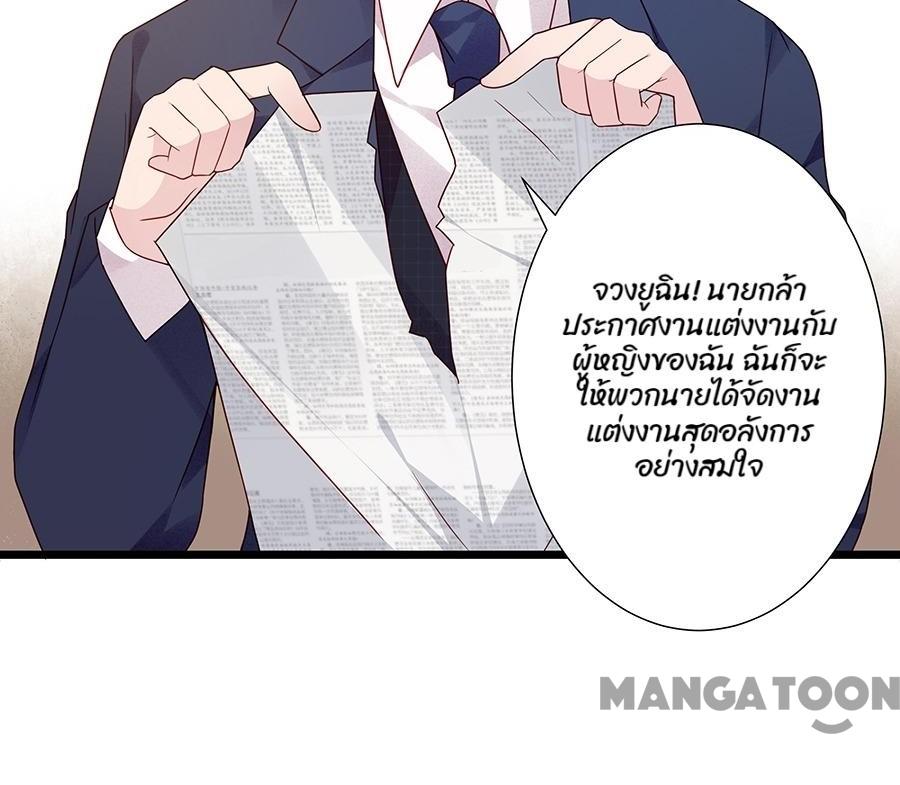 จวงยูฉิน! นายกล้า
ประกาศงานแต่งงานกับ
ผู้หญิงของฉัน ฉันก็จะ
ให้พวกนายได้จัดงาน
แต่งงานสุดอลังการ
อย่างสมใจ
MANGATOON